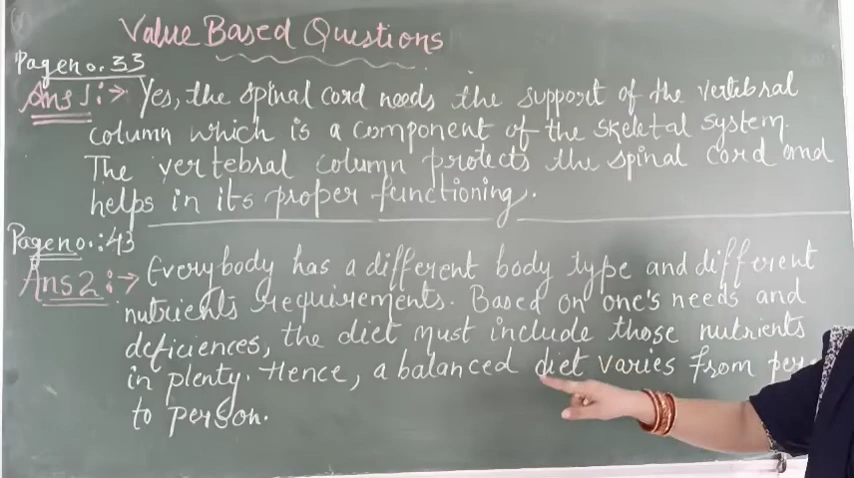 Value Based Questions
Page no. 33
Ans 1:→ Yes, the spinal cord needs the support of the vertibral
column which is a component of the skeletal system.
The vertebral column protects the spinal cord and
helps in its proper functioning.
Page no.: 43
Ans 2:→ Everybody has a different body type and different
nutrients requirements. Based on one's needs and
deficiences, the diet must include those nutrients
in plenty. Hence, a balanced diet varies from
to person.